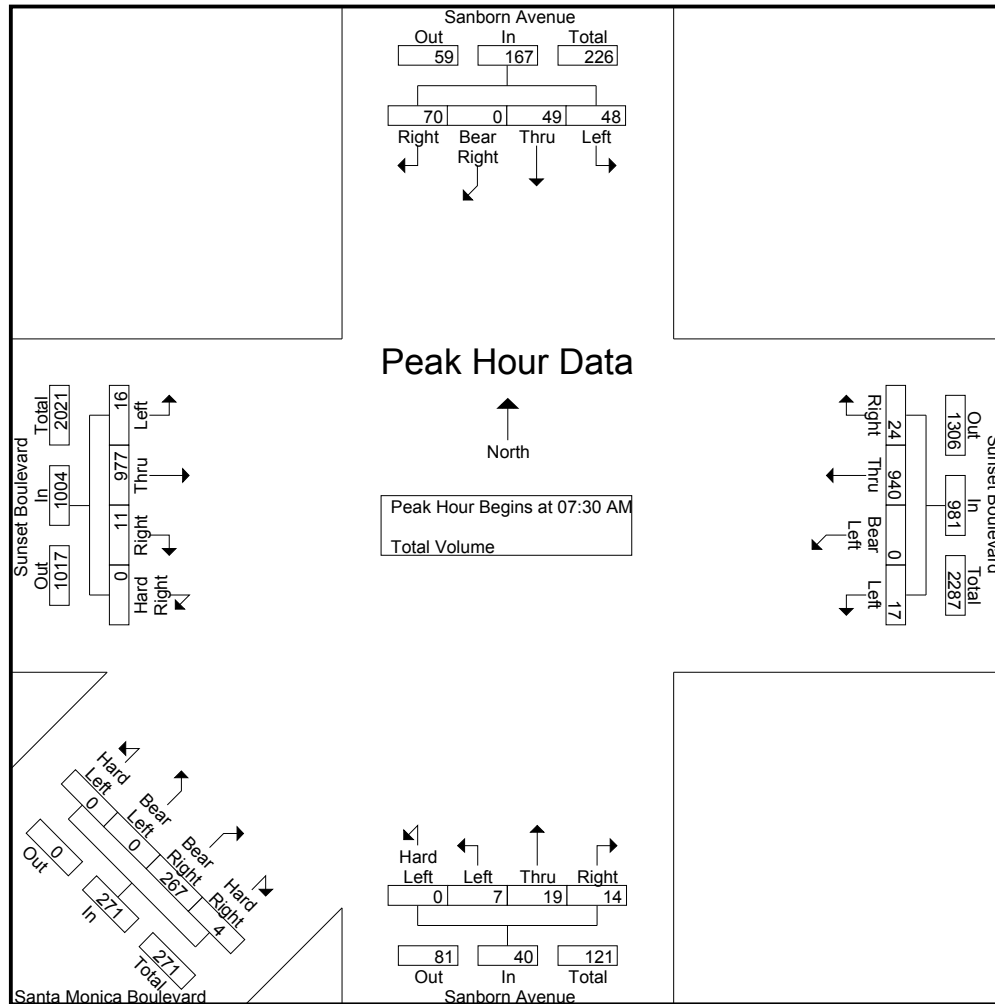 Sanborn Avenue
Out In Total
59 167 226
70 0 49 48
Right Bear Right Thru Left
Peak Hour Data
North
Peak Hour Begins at 07:30 AM
Total Volume
Sunset Boulevard
Total In Out
2021 1004 1017
16 977 11 0
Left Thru Right Hard Right
Sunset Boulevard
Out In Total
1306 981 2287
24 940 0 17
Right Thru Bear Left Left
Hard Left Bear Left Bear Right Hard Right
0 0 267 4
0 271 271
Out In Total
Santa Monica Boulevard
Hard Left Left Thru Right
0 7 19 14
81 40 121
Out In Total
Sanborn Avenue